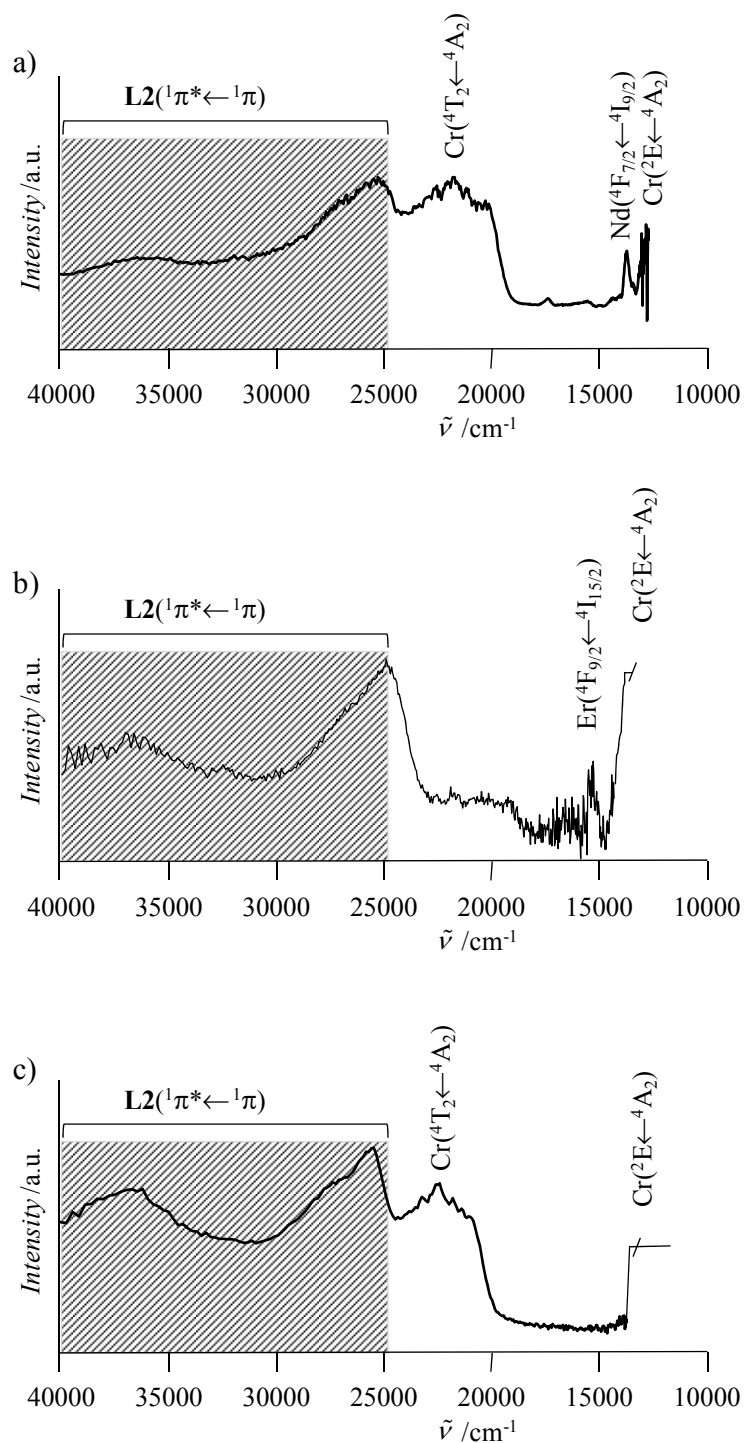 a)
L2(¹π*←¹π)
Cr(⁴T₂←⁴A₂)
Nd(⁴F₇/₂←⁴I₉/₂)
Cr(²E←⁴A₂)
Intensity /a.u.
40000 35000 30000 25000 20000 15000 10000
ṽ /cm⁻¹
b)
L2(¹π*←¹π)
Er(⁴F₉/₂←⁴I₁₅/₂)
Cr(²E←⁴A₂)
Intensity /a.u.
40000 35000 30000 25000 20000 15000 10000
ṽ /cm⁻¹
c)
L2(¹π*←¹π)
Cr(⁴T₂←⁴A₂)
Cr(²E←⁴A₂)
Intensity /a.u.
40000 35000 30000 25000 20000 15000 10000
ṽ /cm⁻¹